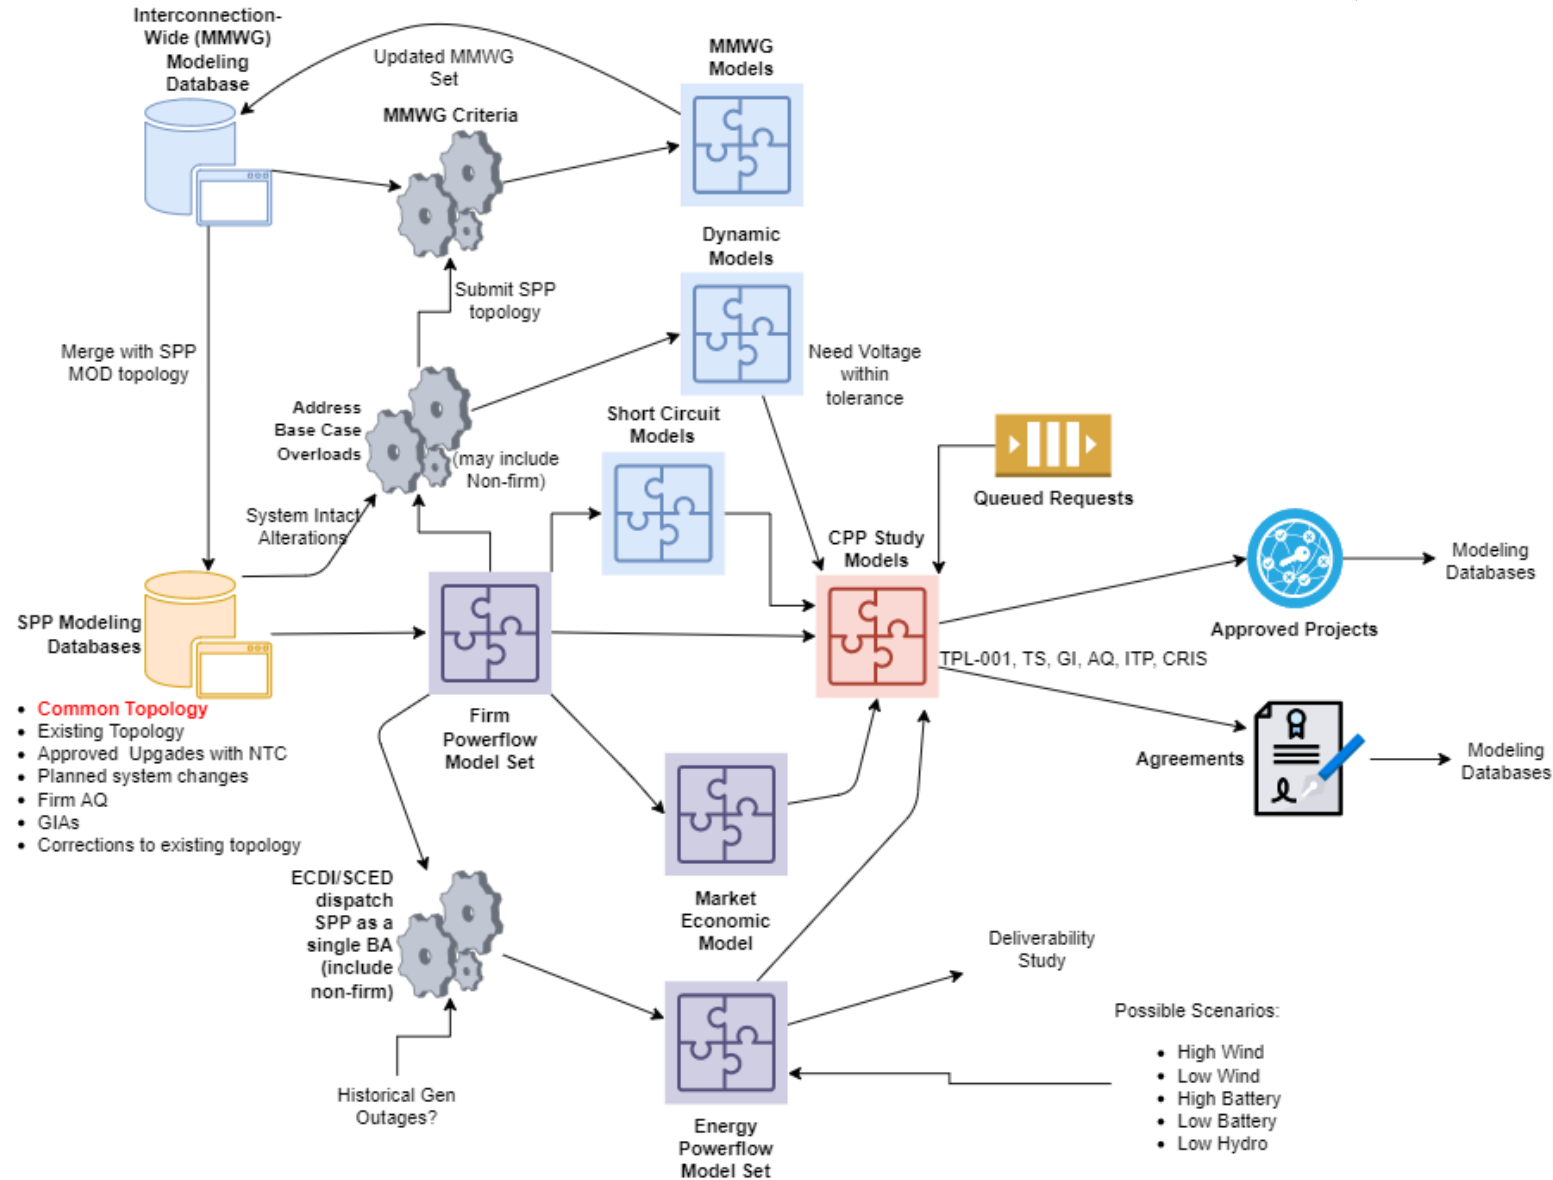 Interconnection-
Wide (MMWG)
Modeling
Database
Updated MMWG
Set
MMWG
Models
MMWG Criteria
Dynamic
Models
Submit SPP
topology
Merge with SPP
MOD topology
Need Voltage
within
tolerance
Address
Base Case
Overloads
(may include
Non-firm)
Short Circuit
Models
Queued Requests
System Intact
Alterations
CPP Study
Models
Modeling
Databases
Approved Projects
SPP Modeling
Databases
TPL-001, TS, GI, AQ, ITP, CRIS
• Common Topology
• Existing Topology
• Approved Upgades with NTC
• Planned system changes
• Firm AQ
• GIAs
• Corrections to existing topology
Firm
Powerflow
Model Set
Agreements
Modeling
Databases
ECDI/SCED
dispatch
SPP as a
single BA
(include
non-firm)
Market
Economic
Model
Deliverability
Study
Historical Gen
Outages?
Possible Scenarios:
• High Wind
• Low Wind
• High Battery
• Low Battery
• Low Hydro
Energy
Powerflow
Model Set